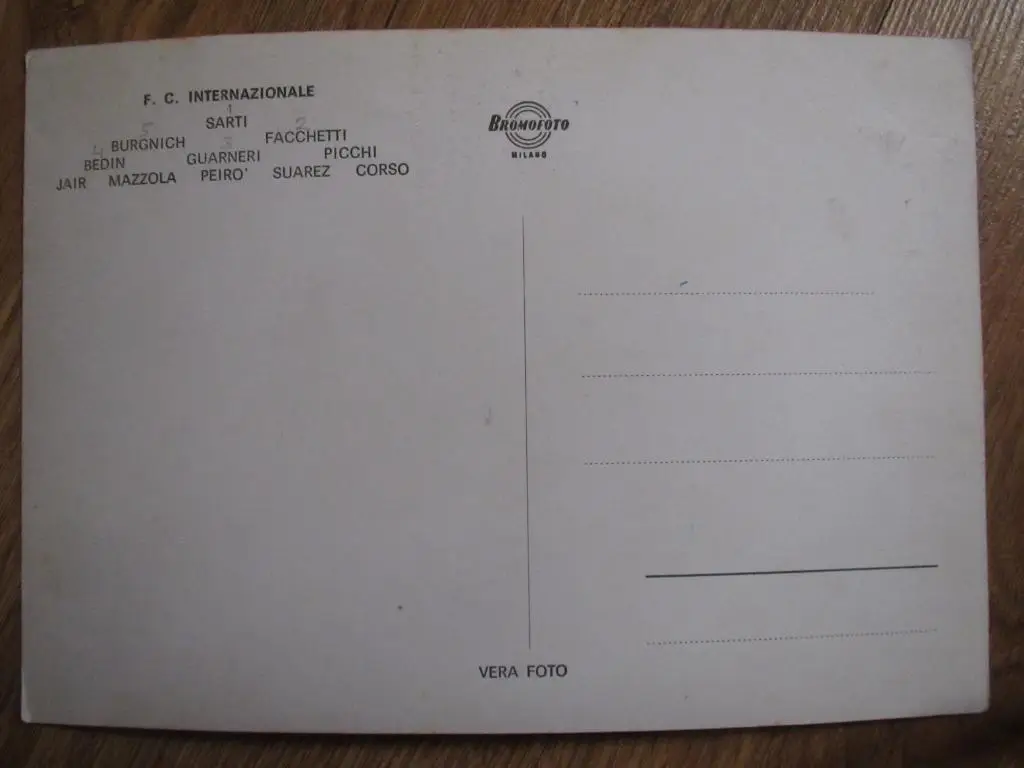 F. C. INTERNAZIONALE
1
SARTI
5 2
BURGNICH FACCHETTI
4 3
BEDIN GUARNERI PICCHI
JAIR MAZZOLA PEIRO' SUAREZ CORSO
BROMOFOTO
MILANO
VERA FOTO